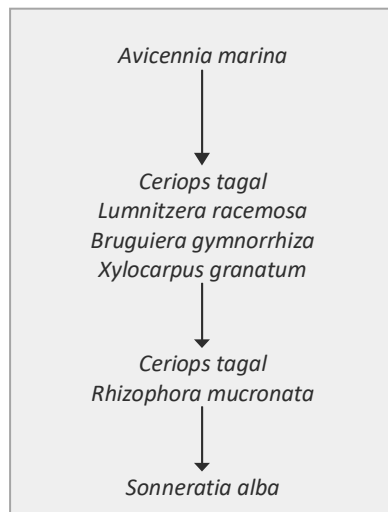 Avicennia marina
Ceriops tagal
Lumnitzera racemosa
Bruguiera gymnorrhiza
Xylocarpus granatum
Ceriops tagal
Rhizophora mucronata
Sonneratia alba